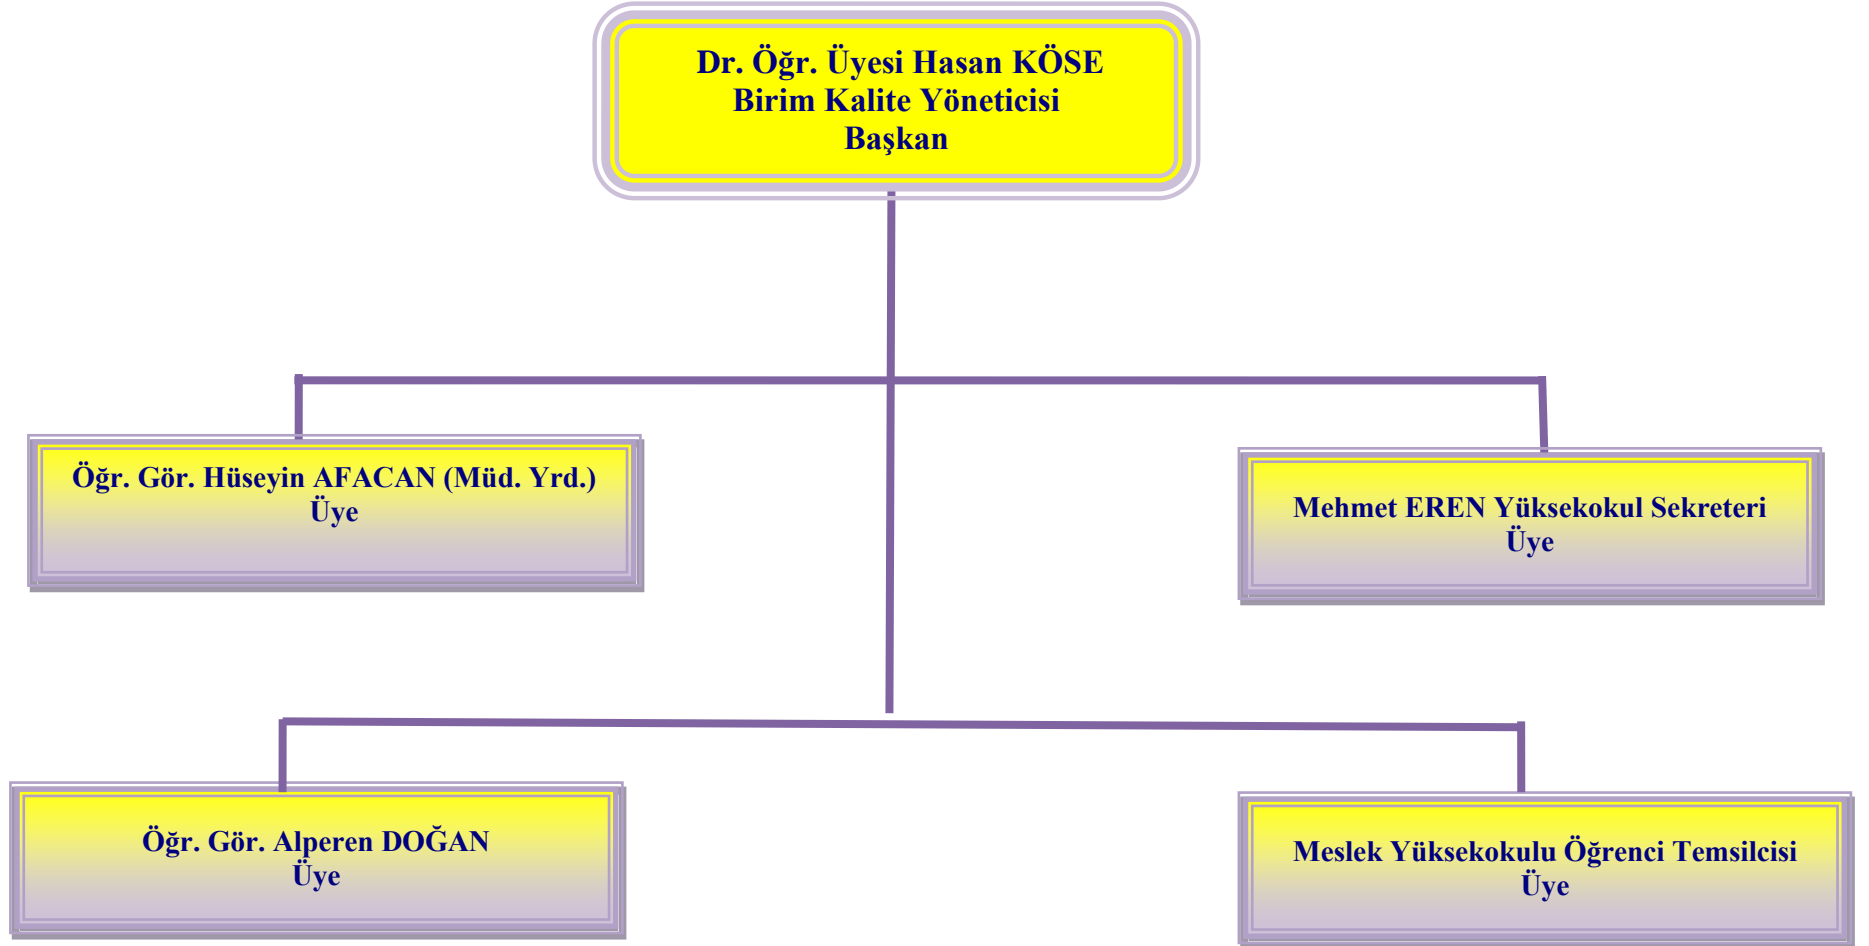 Dr. Öğr. Üyesi Hasan KÖSE
Birim Kalite Yöneticisi
Başkan
Öğr. Gör. Hüseyin AFACAN (Müd. Yrd.)
Üye
Mehmet EREN Yüksekokul Sekreteri
Üye
Öğr. Gör. Alperen DOĞAN
Üye
Meslek Yüksekokulu Öğrenci Temsilcisi
Üye